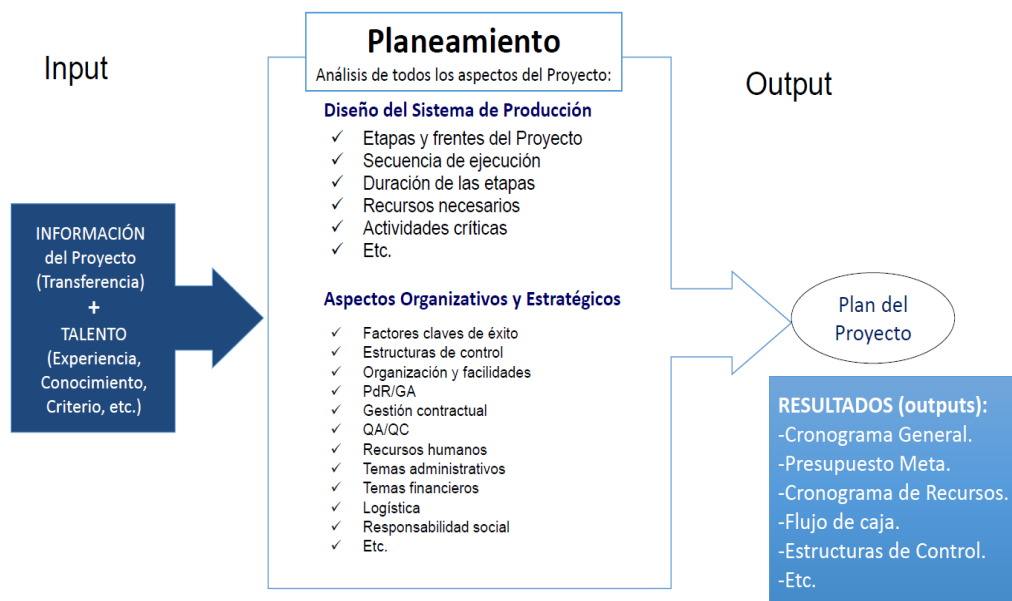 Input
INFORMACIÓN
del Proyecto
(Transferencia)
+
TALENTO
(Experiencia,
Conocimiento,
Criterio, etc.)
Planeamiento
Análisis de todos los aspectos del Proyecto:
Diseño del Sistema de Producción
✓ Etapas y frentes del Proyecto
✓ Secuencia de ejecución
✓ Duración de las etapas
✓ Recursos necesarios
✓ Actividades críticas
✓ Etc.
Aspectos Organizativos y Estratégicos
✓ Factores claves de éxito
✓ Estructuras de control
✓ Organización y facilidades
✓ PdR/GA
✓ Gestión contractual
✓ QA/QC
✓ Recursos humanos
✓ Temas administrativos
✓ Temas financieros
✓ Logística
✓ Responsabilidad social
✓ Etc.
Output
Plan del
Proyecto
RESULTADOS (outputs):
-Cronograma General.
-Presupuesto Meta.
-Cronograma de Recursos.
-Flujo de caja.
-Estructuras de Control.
-Etc.